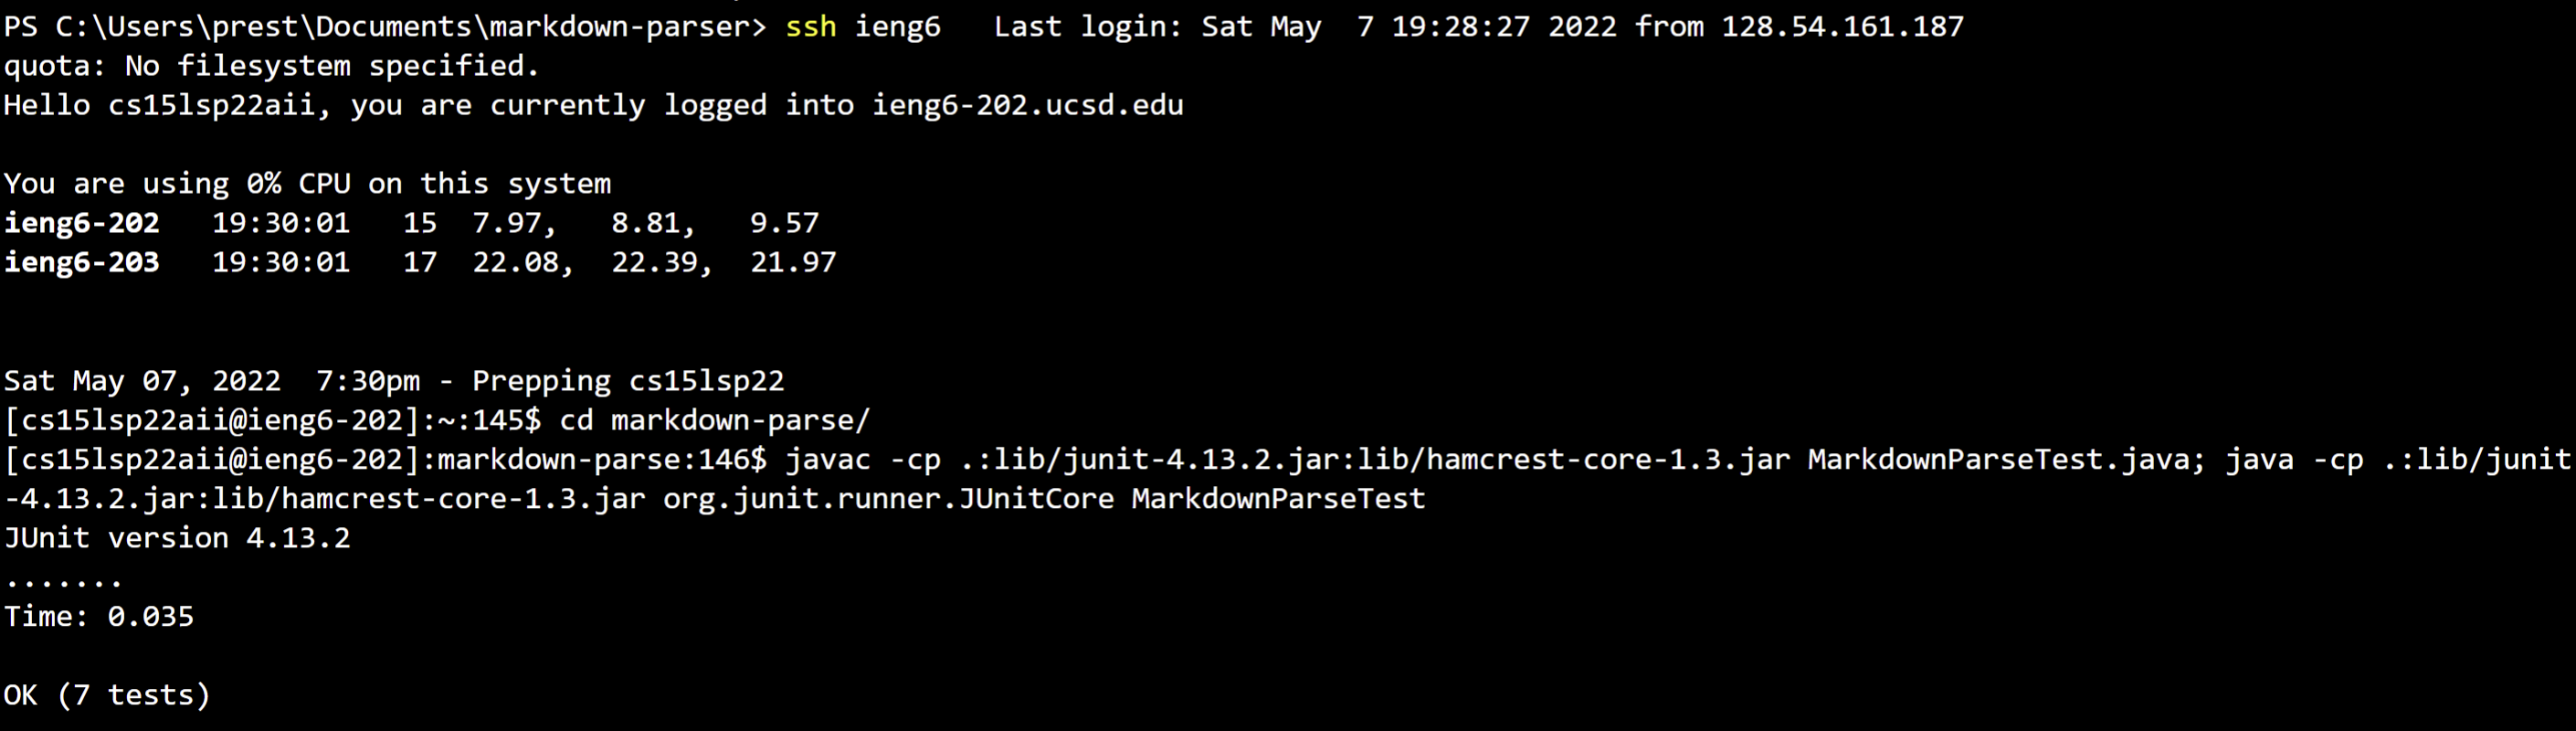 PS C:\Users\prest\Documents\markdown-parser> ssh ieng6   Last login: Sat May  7 19:28:27 2022 from 128.54.161.187
quota: No filesystem specified.
Hello cs15lsp22aii, you are currently logged into ieng6-202.ucsd.edu
You are using 0% CPU on this system
ieng6-202   19:30:01   15  7.97,   8.81,   9.57
ieng6-203   19:30:01   17  22.08,  22.39,  21.97
Sat May 07, 2022  7:30pm - Prepping cs15lsp22
[cs15lsp22aii@ieng6-202]:~:145$ cd markdown-parse/
[cs15lsp22aii@ieng6-202]:markdown-parse:146$ javac -cp .:lib/junit-4.13.2.jar:lib/hamcrest-core-1.3.jar MarkdownParseTest.java; java -cp .:lib/junit
-4.13.2.jar:lib/hamcrest-core-1.3.jar org.junit.runner.JUnitCore MarkdownParseTest
JUnit version 4.13.2
.......
Time: 0.035
OK (7 tests)